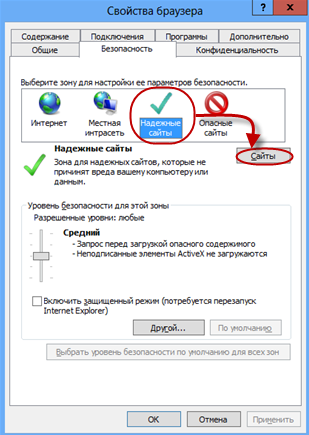 Свойства браузера
?
Содержание
Подключения
Программы
Дополнительно
Общие
Безопасность
Конфиденциальность
Выберите зону для настройки ее параметров безопасности.
Интернет
Местная
интрасеть
Надежные
сайты
Опасные
сайты
Надежные сайты
Сайты
Зона для надежных сайтов, которые не
причинят вреда вашему компьютеру или
данным.
Уровень безопасности для этой зоны
Разрешенные уровни: любые
Средний
- Запрос перед загрузкой опасного содержимого
- Неподписанные элементы ActiveX не загружаются
Включить защищенный режим (потребуется перезапуск
Internet Explorer)
Другой...
По умолчанию
Выбрать уровень безопасности по умолчанию для всех зон
ОК
Отмена
Применить